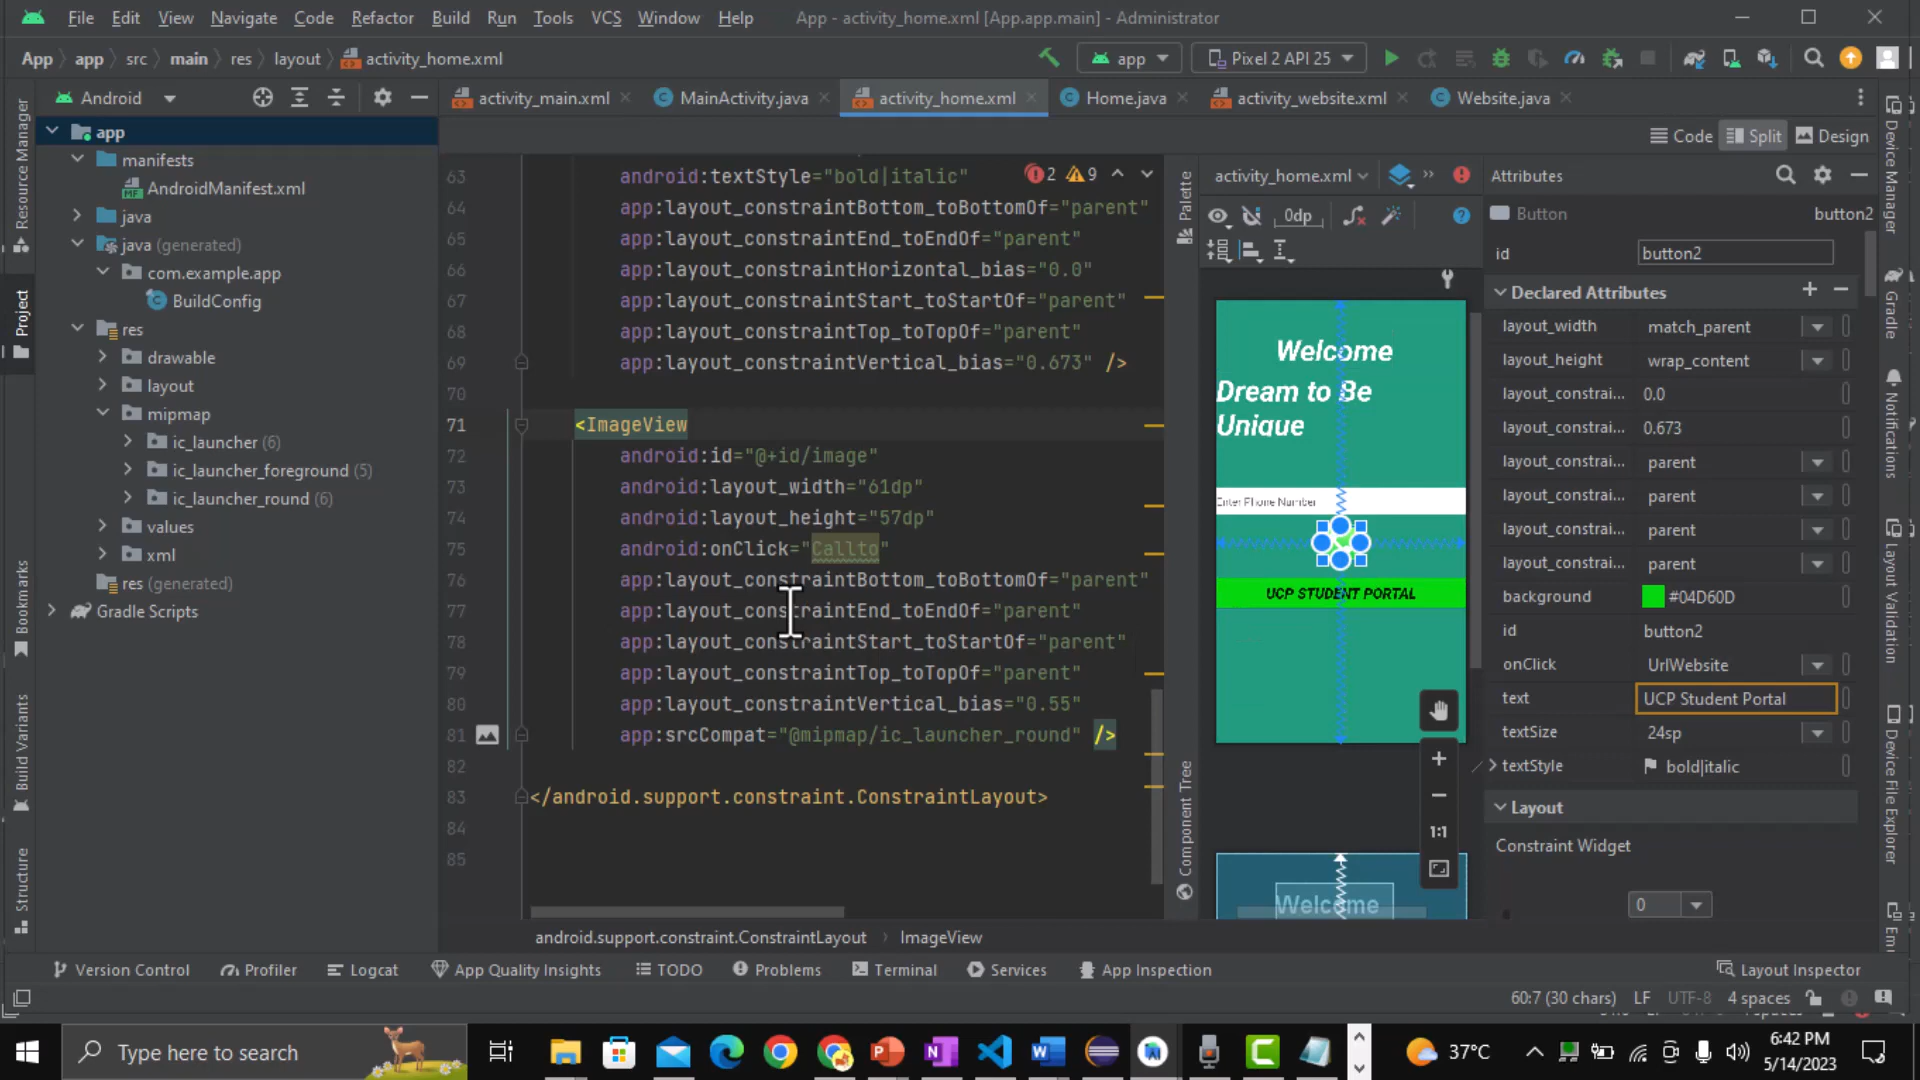 File Edit View Navigate Code Refactor Build Run Tools VCS Window Help App - activity_home.xml [App.app.main] - Administrator
App app src main res layout activity_home.xml app Pixel 2 API 25
Android activity_main.xml MainActivity.java activity_home.xml Home.java activity_website.xml Website.java
Code Split Design
app
manifests
AndroidManifest.xml
java
java (generated)
com.example.app
BuildConfig
res
drawable
layout
mipmap
ic_launcher (6)
ic_launcher_foreground (5)
ic_launcher_round (6)
values
xml
res (generated)
Gradle Scripts
Resource Manager
Project
Bookmarks
Build Variants
Structure
2 9
63 android:textStyle="bold|italic"
64 app:layout_constraintBottom_toBottomOf="parent"
65 app:layout_constraintEnd_toEndOf="parent"
66 app:layout_constraintHorizontal_bias="0.0"
67 app:layout_constraintStart_toStartOf="parent"
68 app:layout_constraintTop_toTopOf="parent"
69 app:layout_constraintVertical_bias="0.673" />
70
71 <ImageView
72 android:id="@+id/image"
73 android:layout_width="61dp"
74 android:layout_height="57dp"
75 android:onClick="Callto"
76 app:layout_constraintBottom_toBottomOf="parent"
77 app:layout_constraintEnd_toEndOf="parent"
78 app:layout_constraintStart_toStartOf="parent"
79 app:layout_constraintTop_toTopOf="parent"
80 app:layout_constraintVertical_bias="0.55"
81 app:srcCompat="@mipmap/ic_launcher_round" />
82
83 </android.support.constraint.ConstraintLayout>
84
85
android.support.constraint.ConstraintLayout ImageView
Palette
Component Tree
activity_home.xml
0dp
Welcome
Dream to Be
Unique
Enter Phone Number
UCP STUDENT PORTAL
1:1
Welcome
Attributes
Button button2
id button2
Declared Attributes
layout_width match_parent
layout_height wrap_content
layout_constrai... 0.0
layout_constrai... 0.673
layout_constrai... parent
layout_constrai... parent
layout_constrai... parent
layout_constrai... parent
background #04D60D
id button2
onClick UrlWebsite
text UCP Student Portal
textSize 24sp
textStyle bold|italic
Layout
Constraint Widget
0
Device Manager
Gradle
Notifications
Layout Validation
Device File Explorer
Version Control Profiler Logcat App Quality Insights TODO Problems Terminal Services App Inspection Layout Inspector
60:7 (30 chars) LF UTF-8 4 spaces
Type here to search 37°C 6:42 PM
5/14/2023